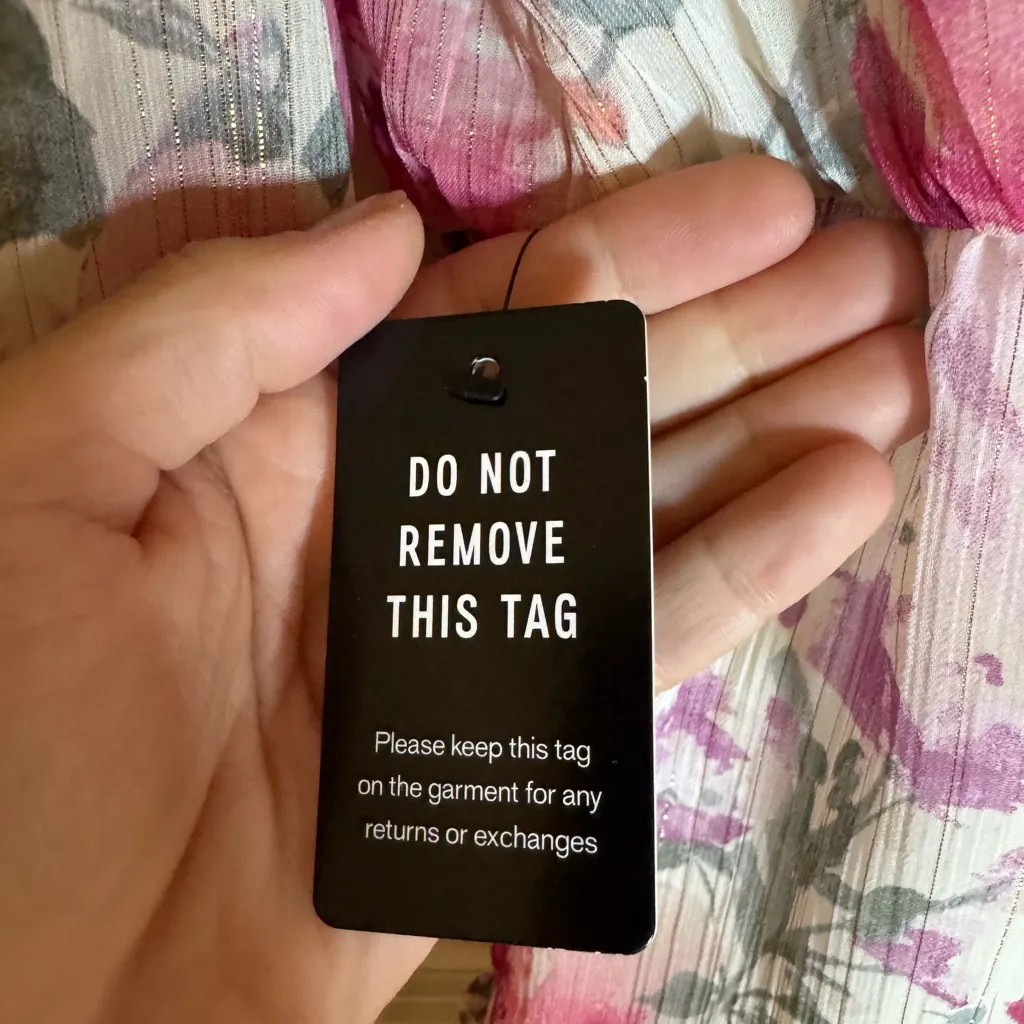 DO NOT
REMOVE
THIS TAG
Please keep this tag
on the garment for any
returns or exchanges